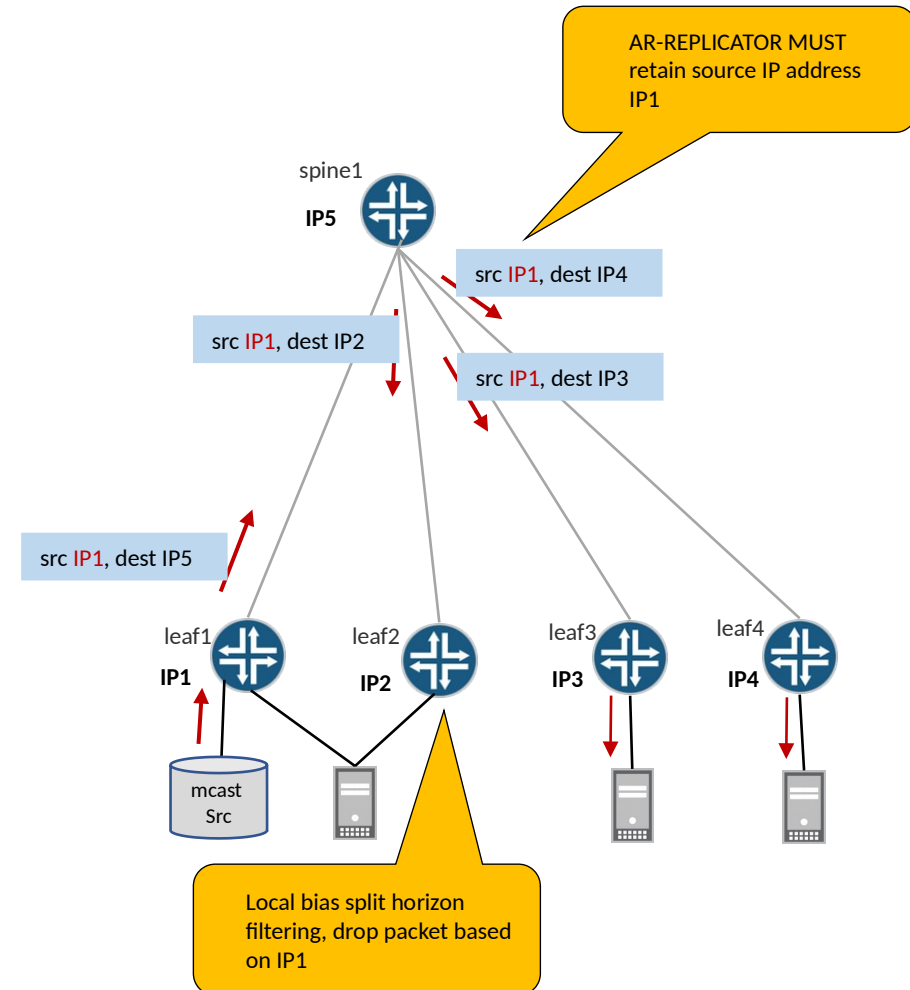 AR-REPLICATOR MUST
retain source IP address
IP1
spine1
IP5
src IP1, dest IP4
src IP1, dest IP2
src IP1, dest IP3
src IP1, dest IP5
leaf1
IP1
leaf2
IP2
leaf3
IP3
leaf4
IP4
mcast
Src
Local bias split horizon
filtering, drop packet based
on IP1